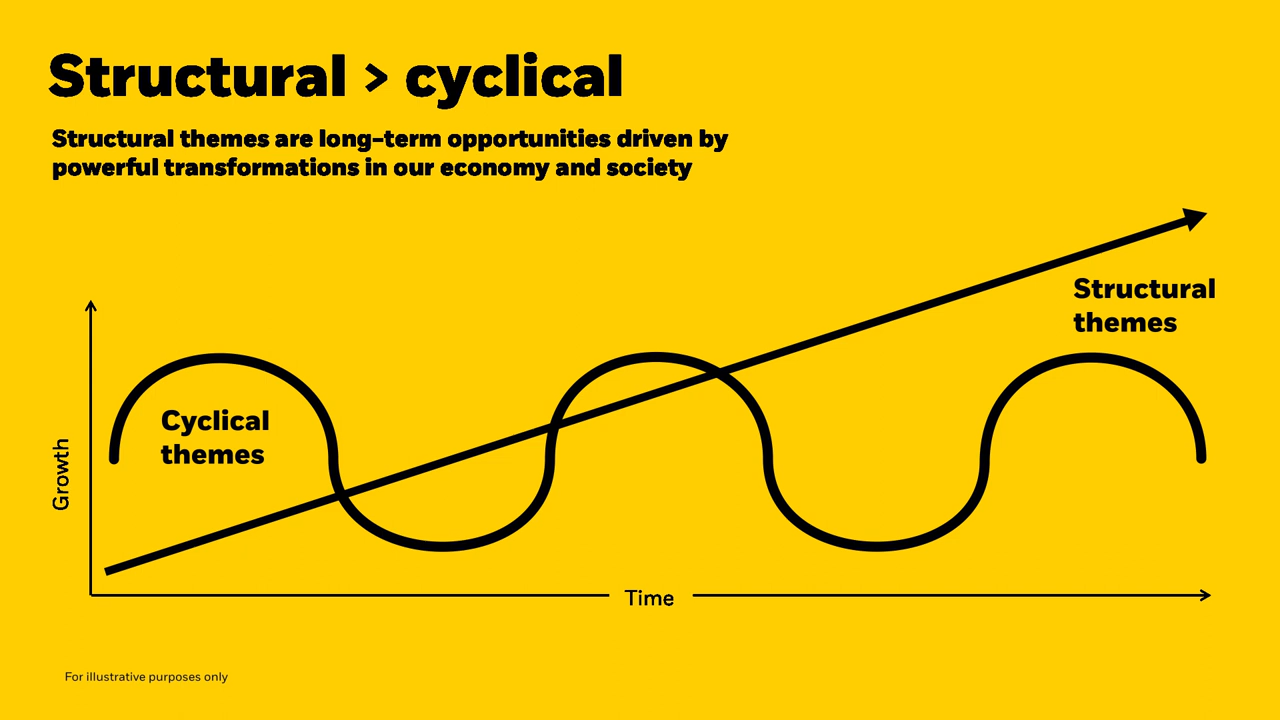 Structural > cyclical
Structural themes are long-term opportunities driven by
powerful transformations in our economy and society
Structural
themes
Cyclical
themes
Growth
Time
For illustrative purposes only